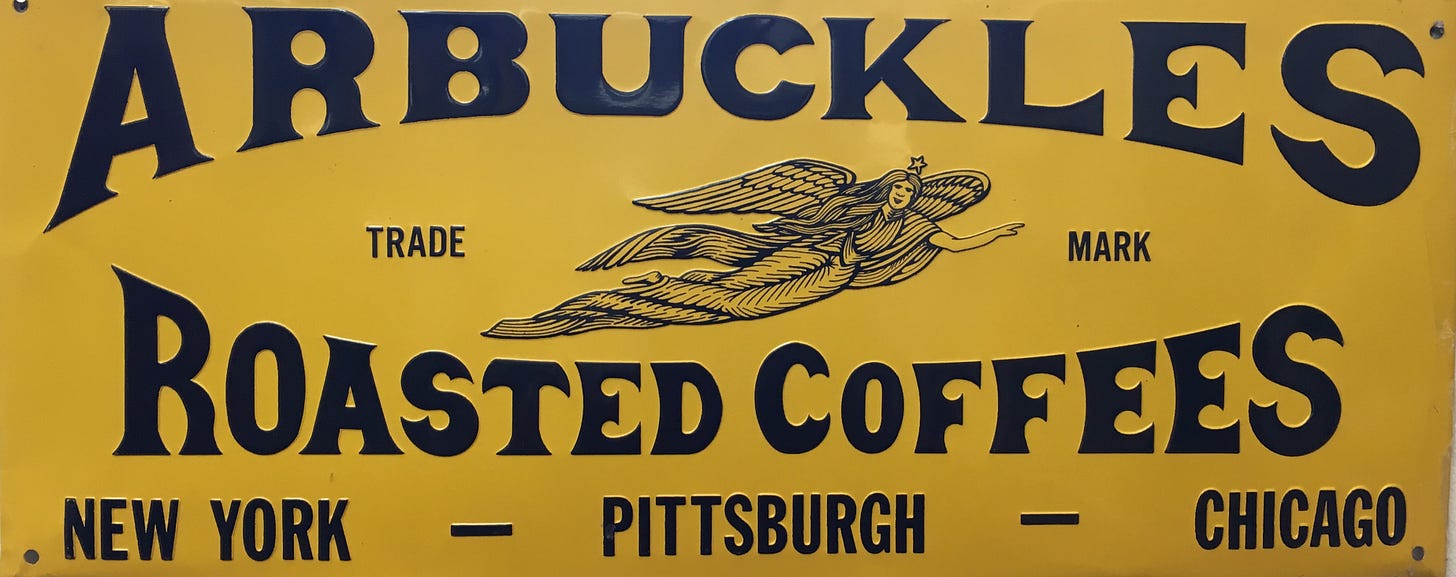 ARBUCKLES
TRADE MARK
ROASTED COFFEES
NEW YORK — PITTSBURGH — CHICAGO